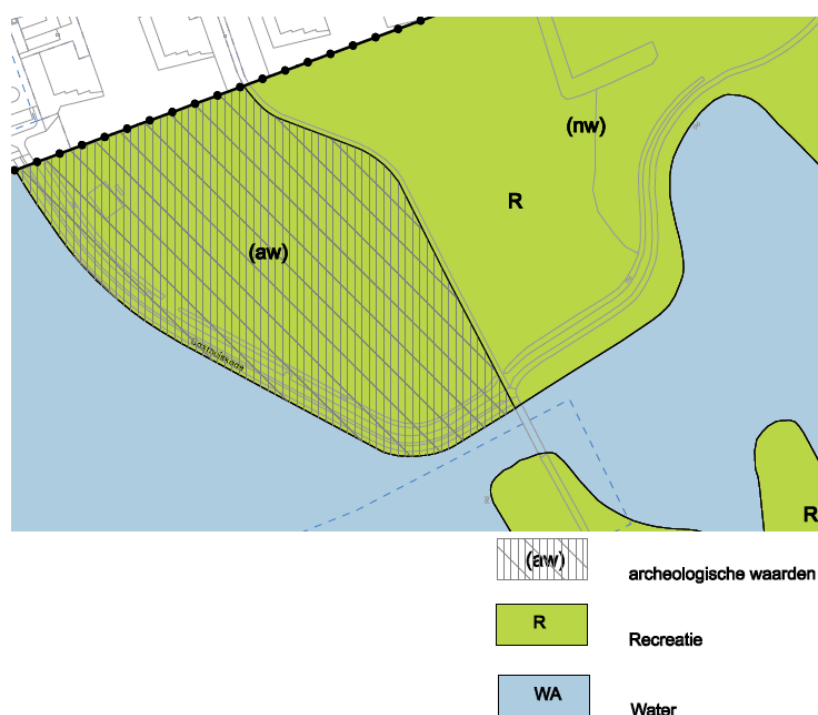 (nw)
R
(aw)
R
(aw) archeologische waarden
R Recreatie
WA Water